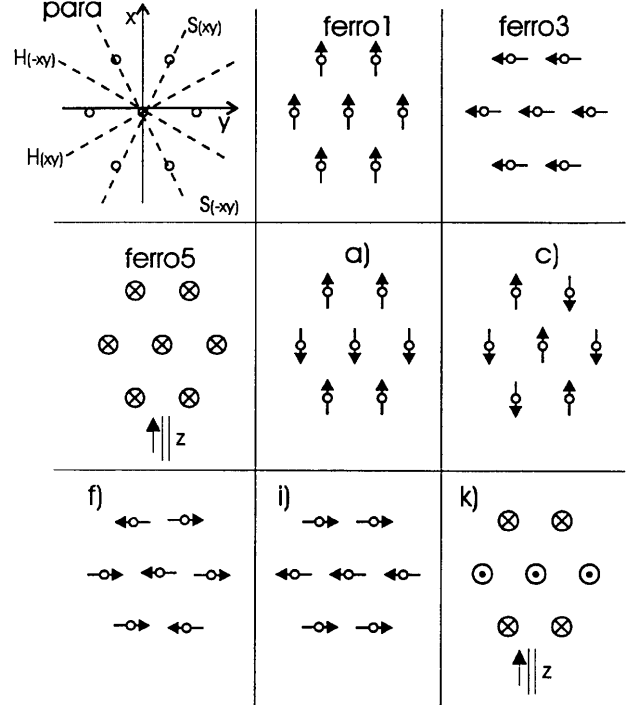 para
x
S(xy)
H(-xy)
y
H(xy)
S(-xy)
ferro1
ferro3
ferro5
z
a)
c)
f)
i)
k)
z